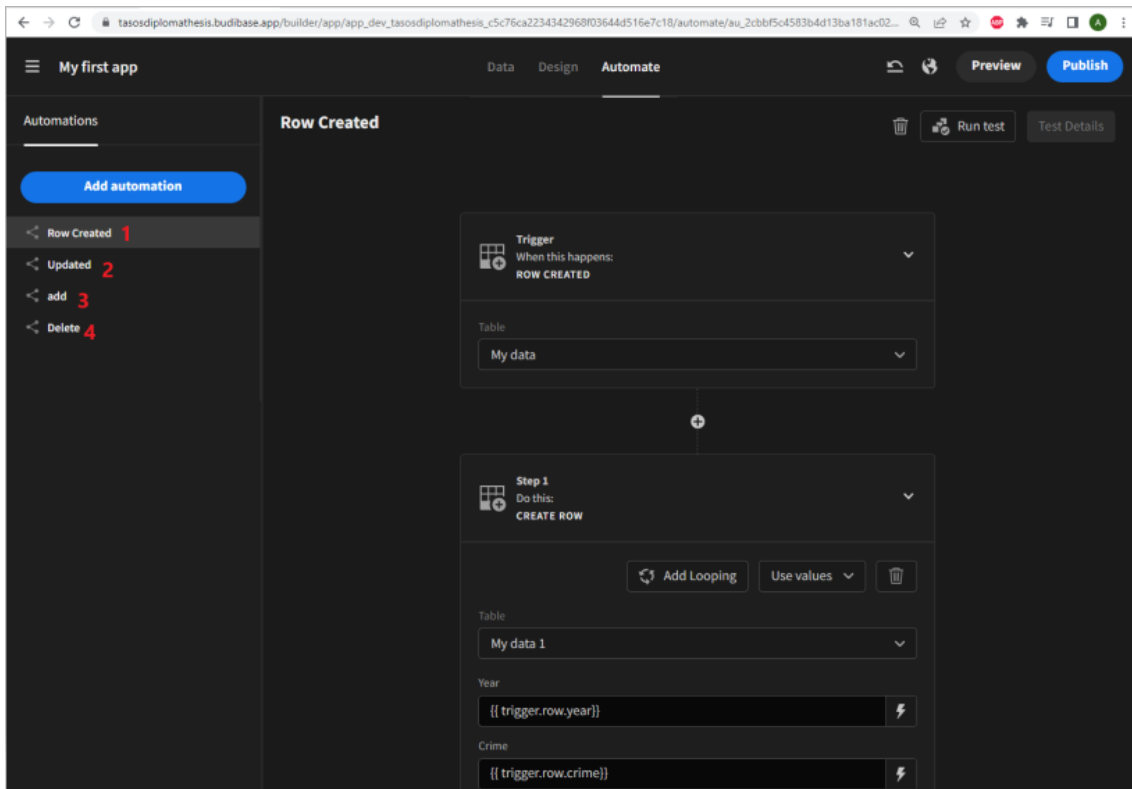 tasosdiplomathesis.budibase.app/builder/app/app_dev_tasosdiplomathesis_c5c76ca2234342968f03644d516e7c18/automate/au_2cbbf5c4583b4d13ba181ac02...
ABP
A
My first app
Data Design Automate
Preview Publish
Automations
Row Created
Run test
Test Details
Add automation
Row Created 1
Updated 2
add 3
Delete 4
Trigger
When this happens:
ROW CREATED
Table
My data
Step 1
Do this:
CREATE ROW
Add Looping
Use values
Table
My data 1
Year
{{ trigger.row.year}}
Crime
{{ trigger.row.crime}}